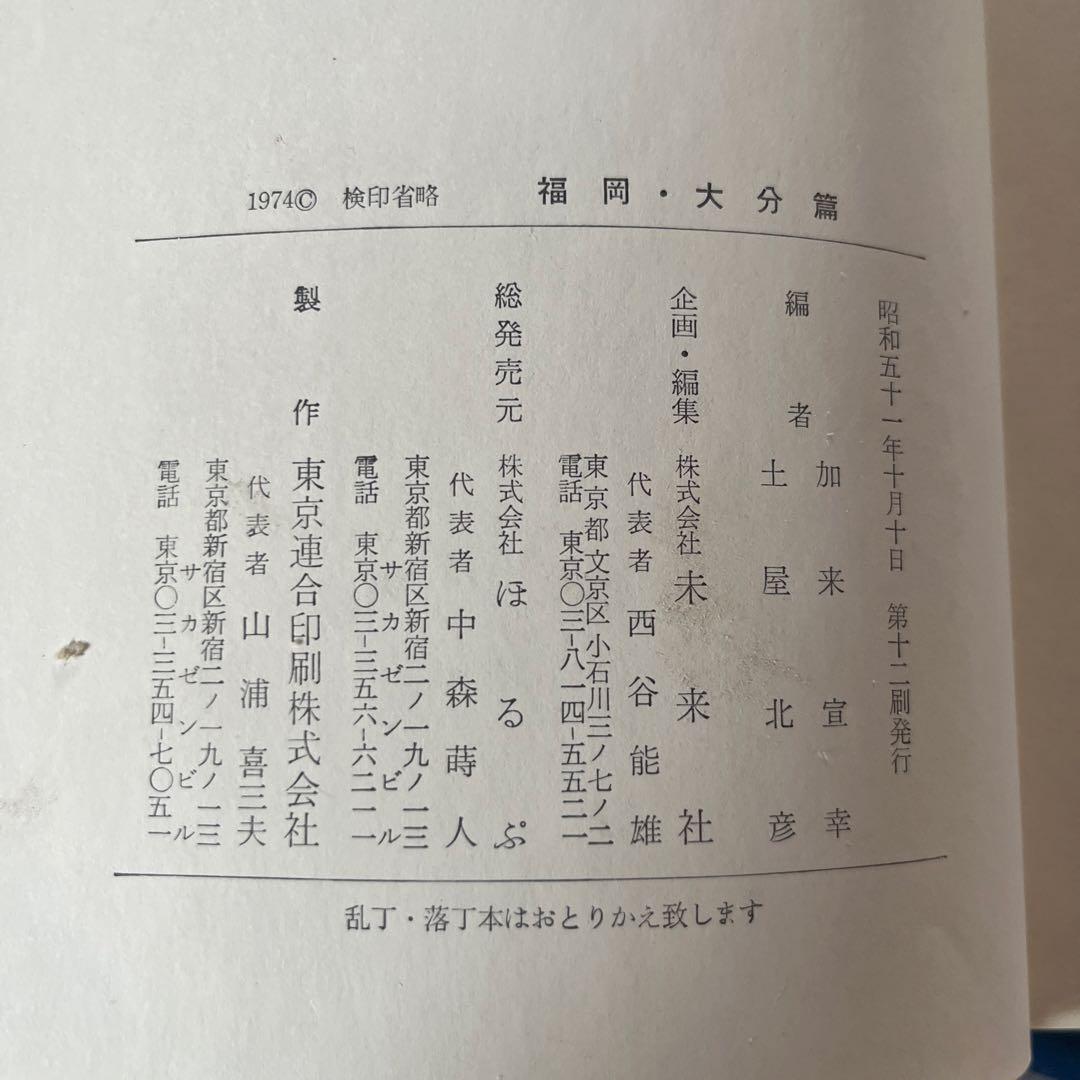 福岡・大分篇
1974© 検印省略
昭和五十一年十月十日 第十二刷発行
編者 加来宣幸
土屋北彦
企画・編集 株式会社未来社
代表者 西谷能雄
東京都文京区小石川三ノ七ノ二
電話 東京〇三-八一四-五五二一
総発売元 株式会社ほるぷ
代表者 中森蒔人
東京都新宿区新宿二ノ一九ノ一三
サカゼンビル
電話 東京〇三-三五六-六二一一
製作 東京連合印刷株式会社
代表者 山浦喜三夫
東京都新宿区新宿二ノ一九ノ一三
サカゼンビル
電話 東京〇三-三五四-七〇五一
乱丁・落丁本はおとりかえ致します